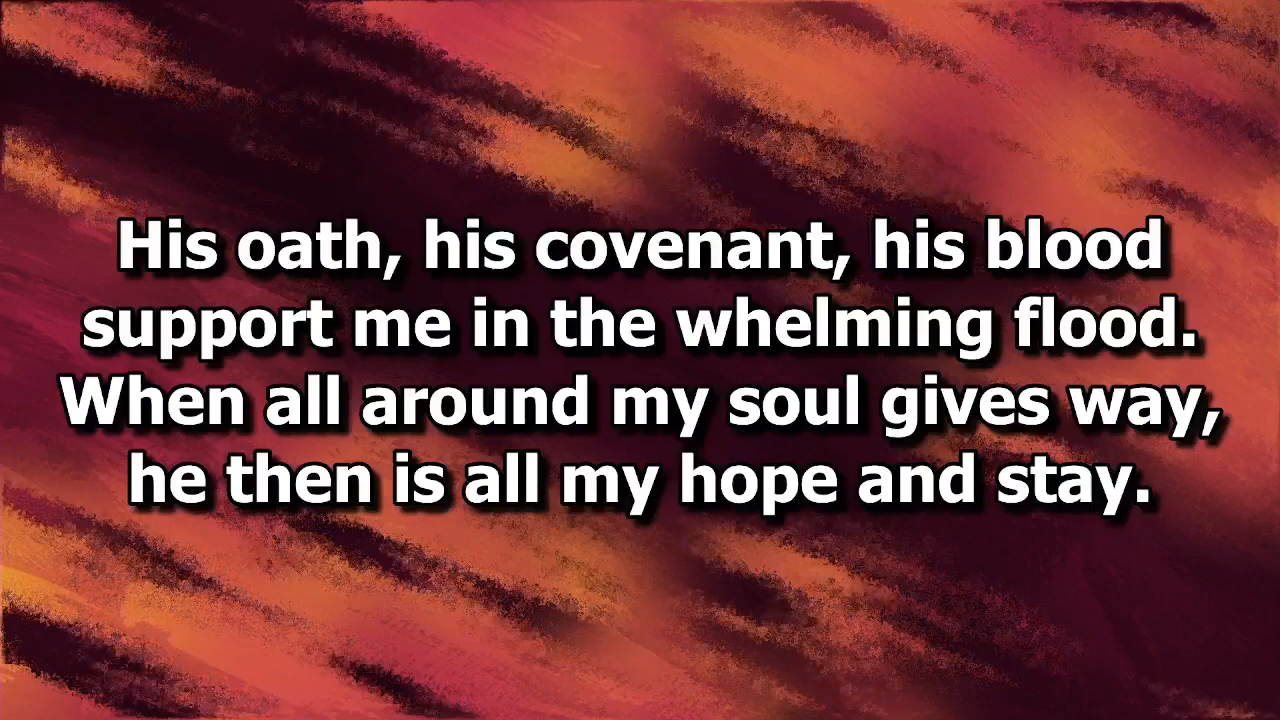 His oath, his covenant, his blood
support me in the whelming flood.
When all around my soul gives way,
he then is all my hope and stay.